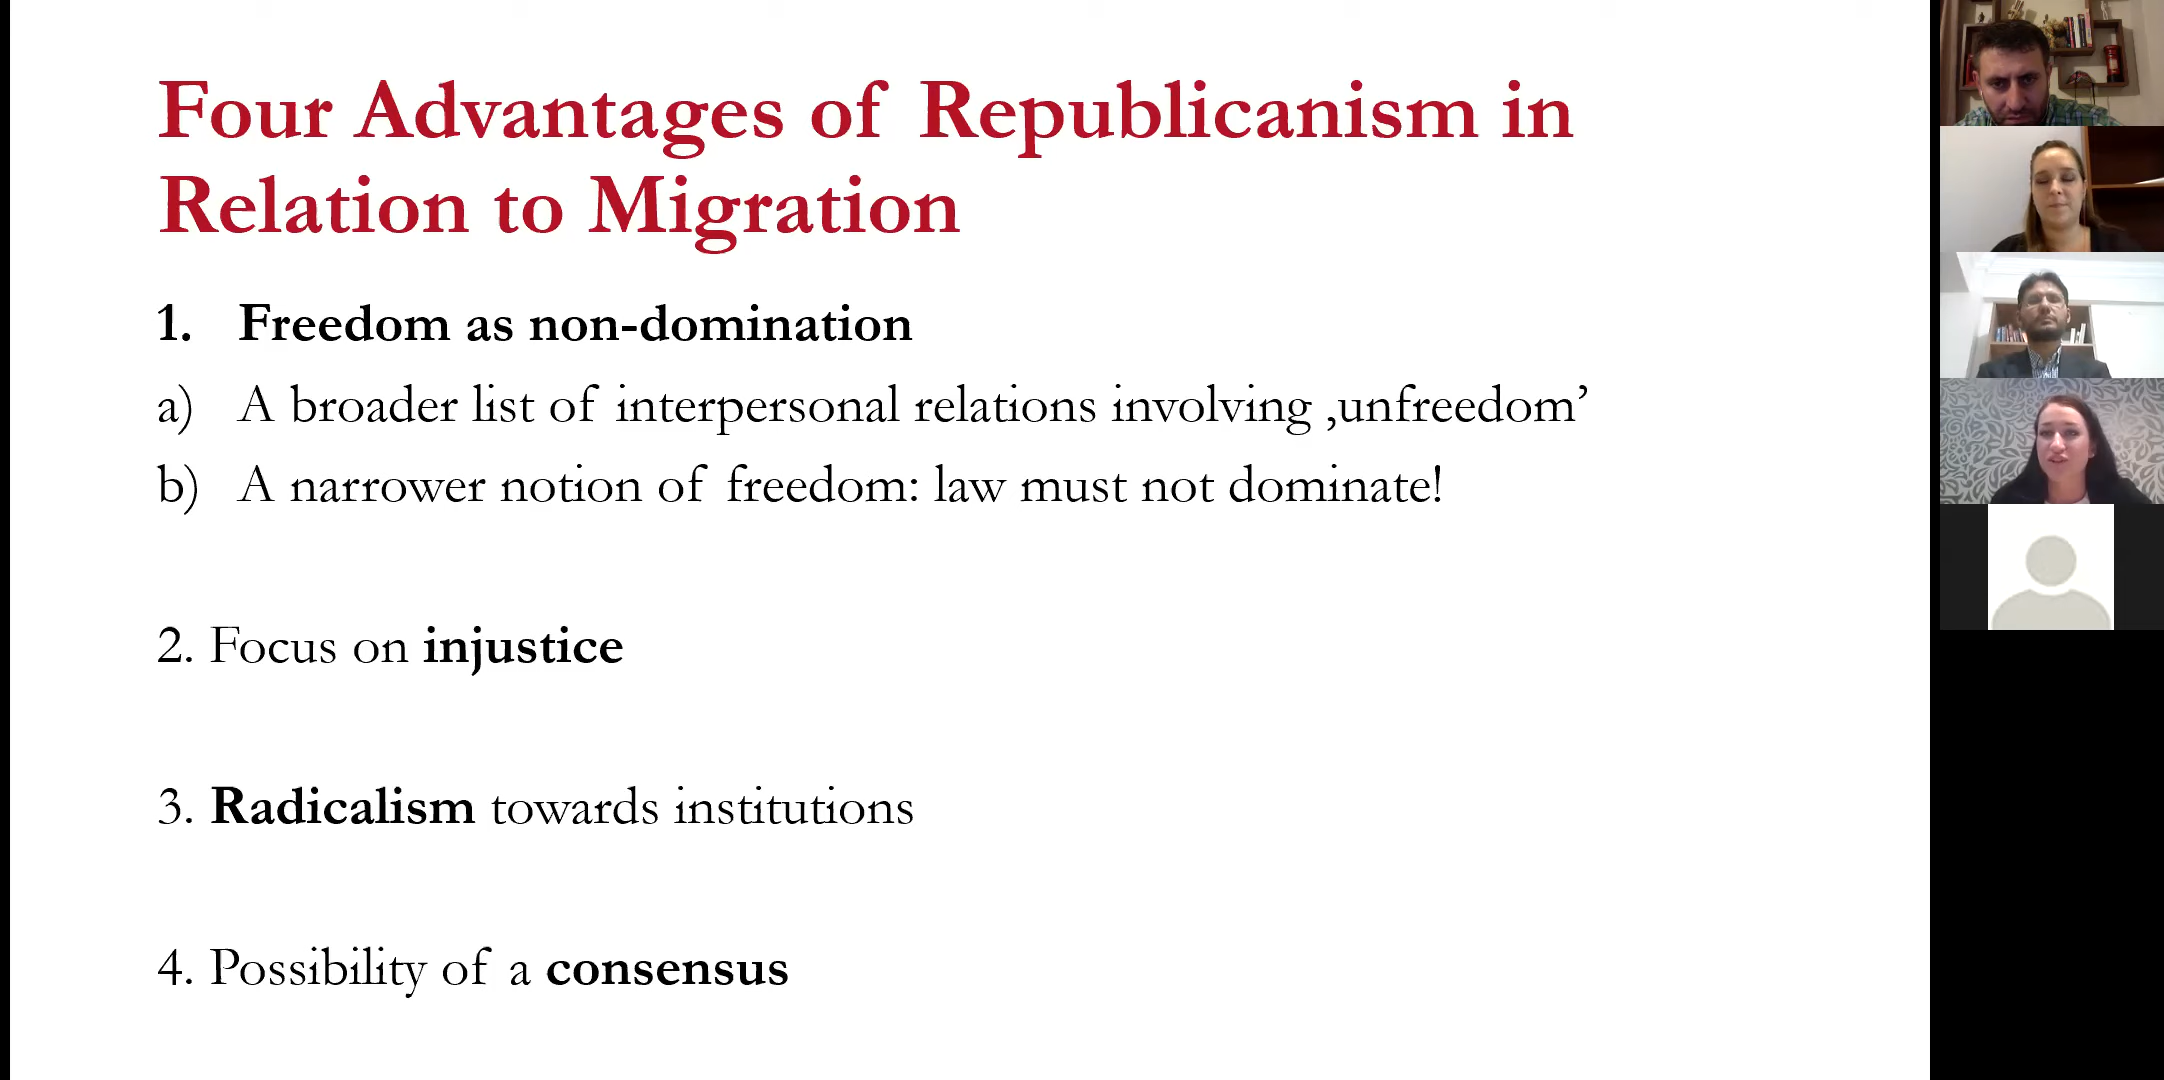 Four Advantages of Republicanism in
Relation to Migration
1. Freedom as non-domination
a) A broader list of interpersonal relations involving ‚unfreedom’
b) A narrower notion of freedom: law must not dominate!
2. Focus on injustice
3. Radicalism towards institutions
4. Possibility of a consensus